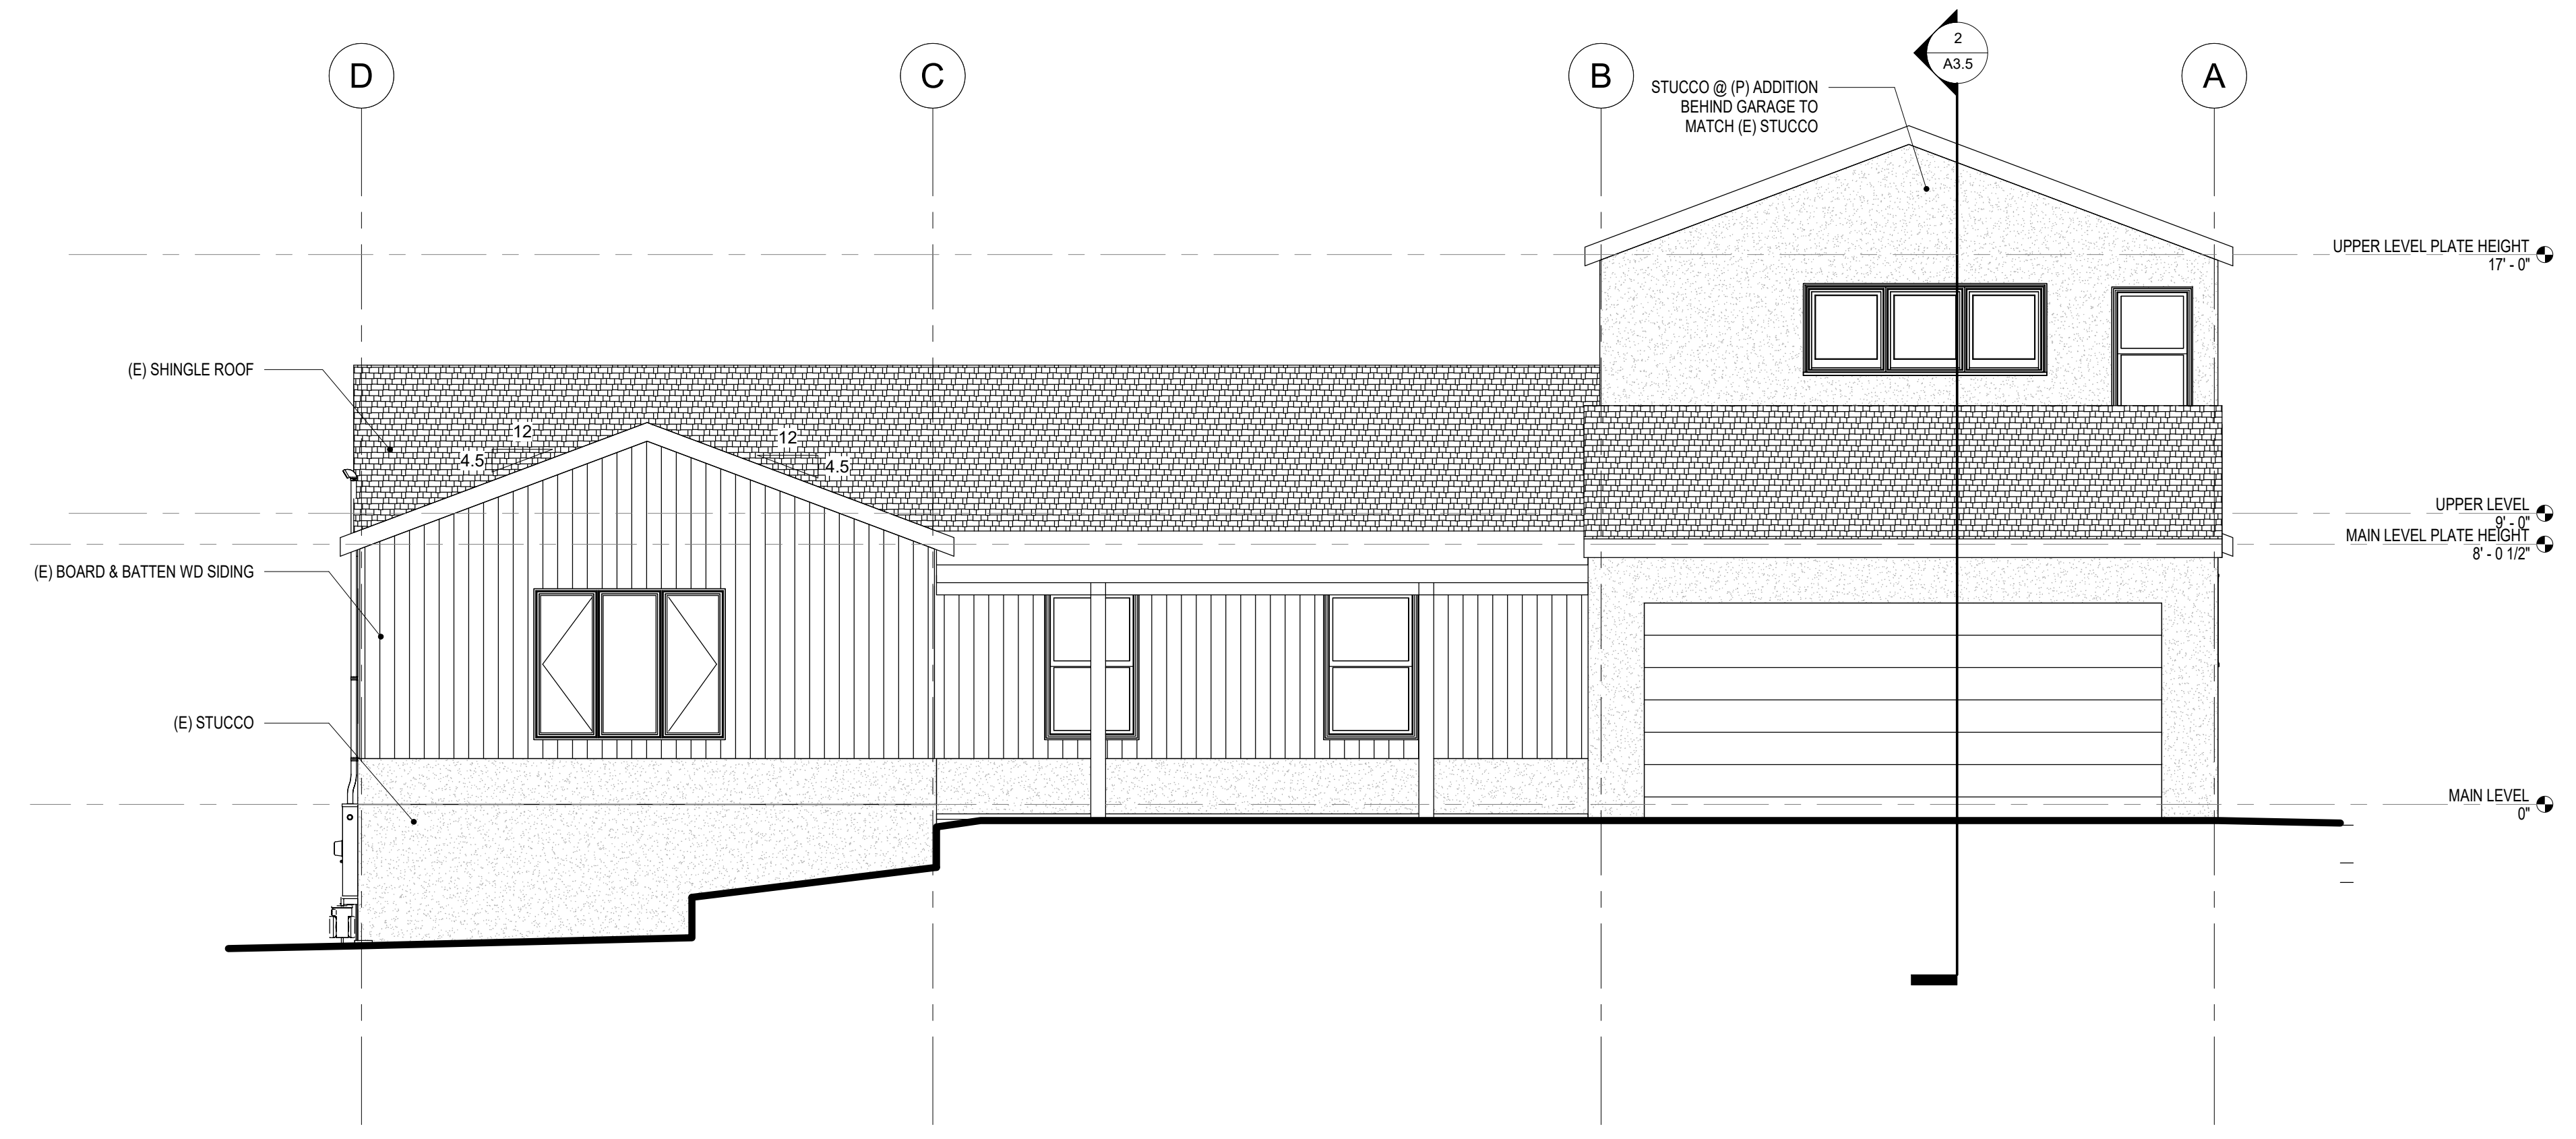 D
C
B
A
2
A3.5
STUCCO @ (P) ADDITION
BEHIND GARAGE TO
MATCH (E) STUCCO
UPPER LEVEL PLATE HEIGHT
17' - 0"
(E) SHINGLE ROOF
12
4.5
12
4.5
UPPER LEVEL
9' - 0"
MAIN LEVEL PLATE HEIGHT
8' - 0 1/2"
(E) BOARD & BATTEN WD SIDING
(E) STUCCO
MAIN LEVEL
0"